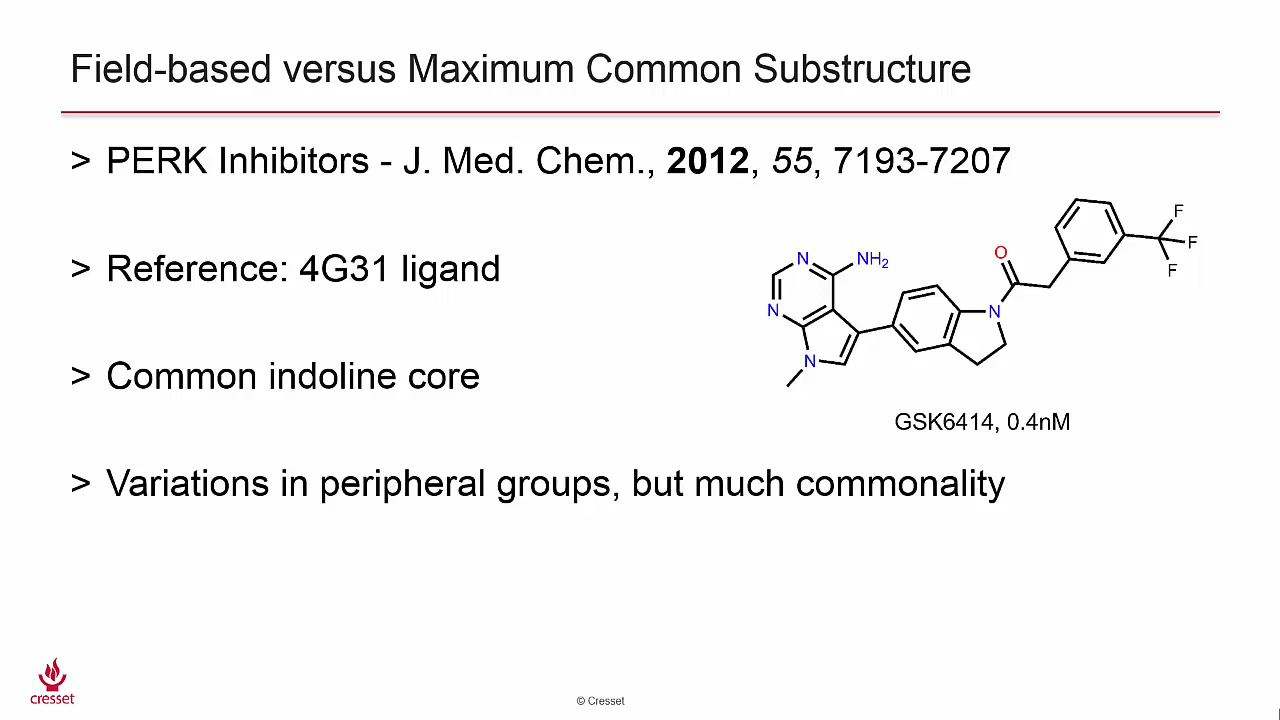 Field-based versus Maximum Common Substructure
> PERK Inhibitors - J. Med. Chem., 2012, 55, 7193-7207
> Reference: 4G31 ligand
> Common indoline core
> Variations in peripheral groups, but much commonality
N
NH2
N
N
O
N
F
F
F
GSK6414, 0.4nM
cresset
© Cresset